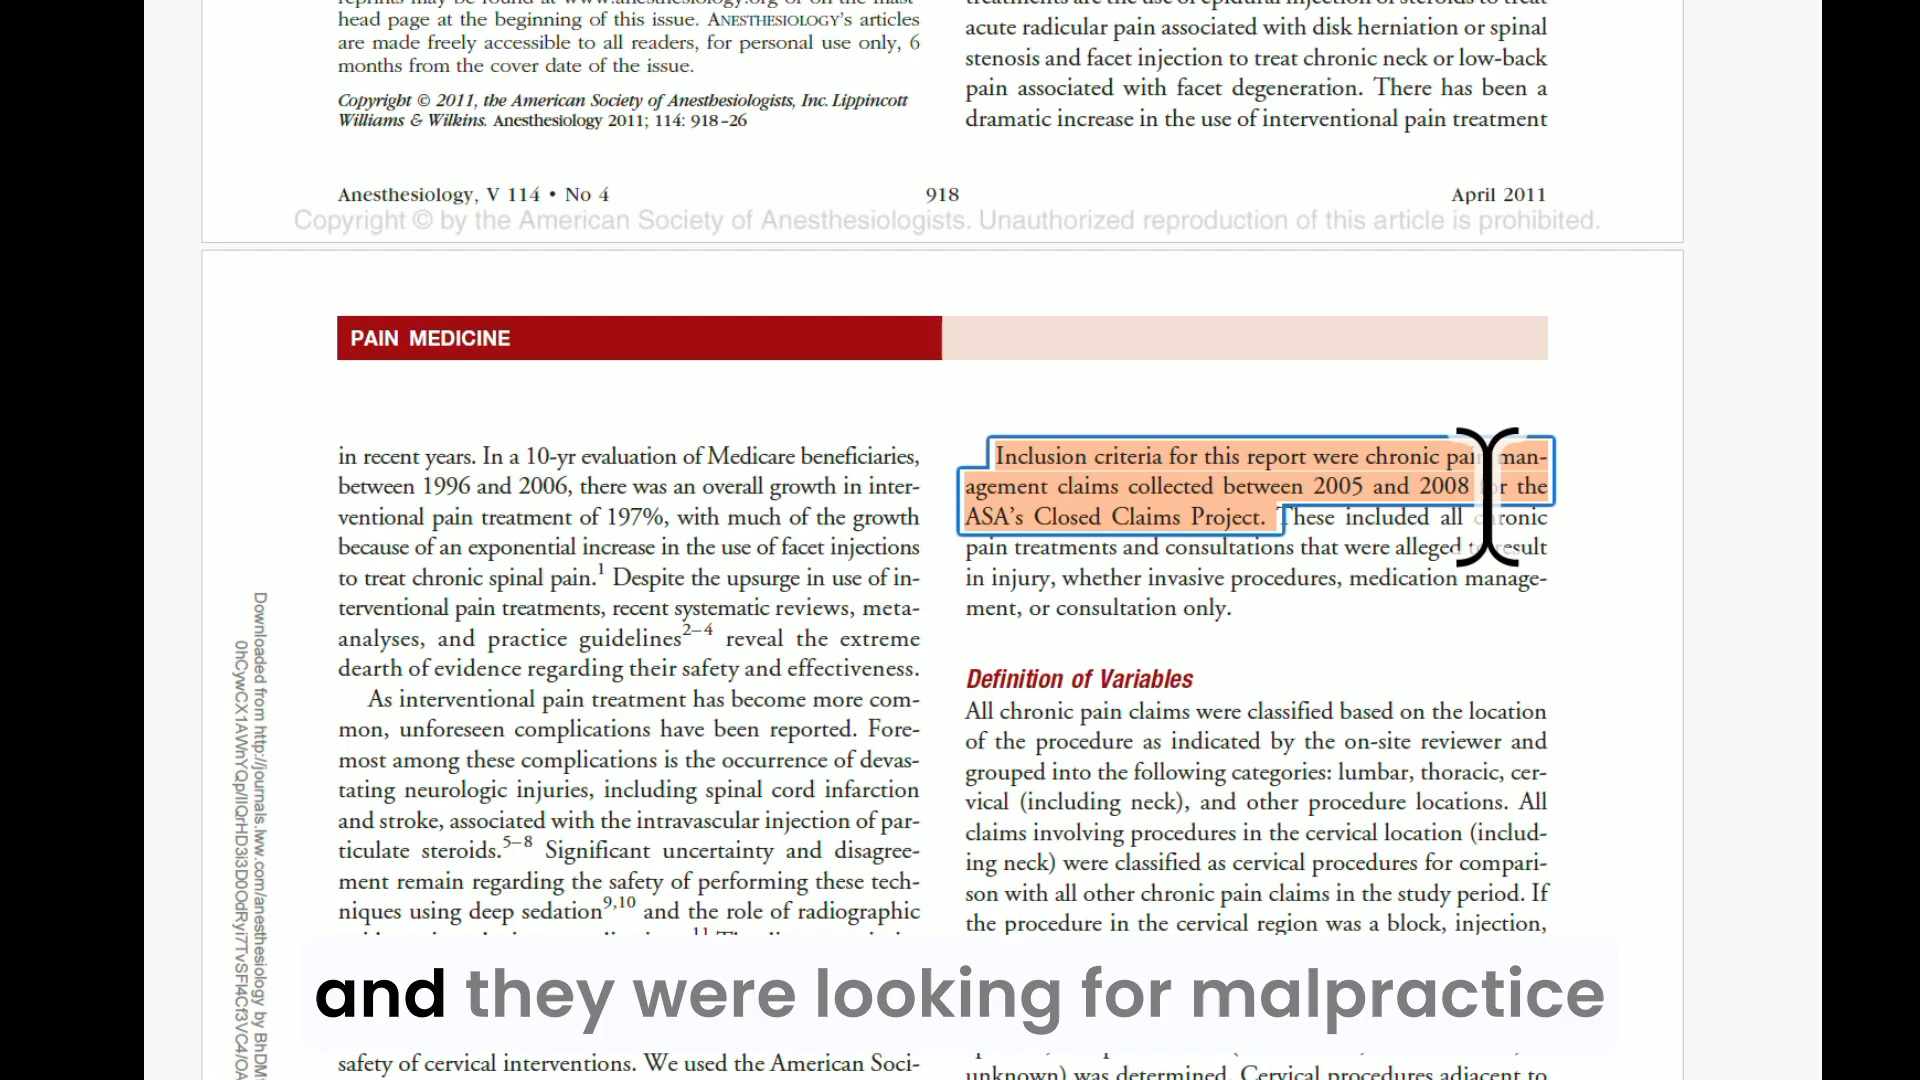 head page at the beginning of this issue. ANESTHESIOLOGY's articles
are made freely accessible to all readers, for personal use only, 6
months from the cover date of the issue.
Copyright © 2011, the American Society of Anesthesiologists, Inc. Lippincott
Williams & Wilkins. Anesthesiology 2011; 114: 918–26
acute radicular pain associated with disk herniation or spinal
stenosis and facet injection to treat chronic neck or low-back
pain associated with facet degeneration. There has been a
dramatic increase in the use of interventional pain treatment
Anesthesiology, V 114 • No 4
918
April 2011
Copyright © by the American Society of Anesthesiologists. Unauthorized reproduction of this article is prohibited.
PAIN MEDICINE
in recent years. In a 10-yr evaluation of Medicare beneficiaries,
between 1996 and 2006, there was an overall growth in inter-
ventional pain treatment of 197%, with much of the growth
because of an exponential increase in the use of facet injections
to treat chronic spinal pain.1 Despite the upsurge in use of in-
terventional pain treatments, recent systematic reviews, meta-
analyses, and practice guidelines2–4 reveal the extreme
dearth of evidence regarding their safety and effectiveness.
As interventional pain treatment has become more com-
mon, unforeseen complications have been reported. Fore-
most among these complications is the occurrence of devas-
tating neurologic injuries, including spinal cord infarction
and stroke, associated with the intravascular injection of par-
ticulate steroids.5–8 Significant uncertainty and disagree-
ment remain regarding the safety of performing these tech-
niques using deep sedation9,10 and the role of radiographic
safety of cervical interventions. We used the American Soci-
Inclusion criteria for this report were chronic pain man-
agement claims collected between 2005 and 2008 for the
ASA's Closed Claims Project. These included all chronic
pain treatments and consultations that were alleged to result
in injury, whether invasive procedures, medication manage-
ment, or consultation only.
Definition of Variables
All chronic pain claims were classified based on the location
of the procedure as indicated by the on-site reviewer and
grouped into the following categories: lumbar, thoracic, cer-
vical (including neck), and other procedure locations. All
claims involving procedures in the cervical location (includ-
ing neck) were classified as cervical procedures for compari-
son with all other chronic pain claims in the study period. If
the procedure in the cervical region was a block, injection,
unknown) was determined. Cervical procedures adjacent to
Downloaded from http://journals.lww.com/anesthesiology by
and they were looking for malpractice